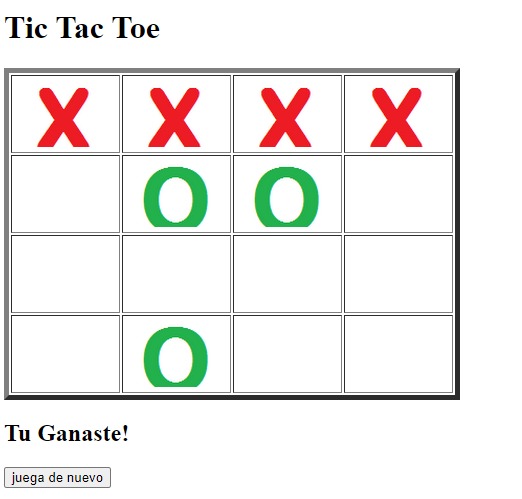 Tic Tac Toe
X X X X
O O
O
Tu Ganaste!
juega de nuevo